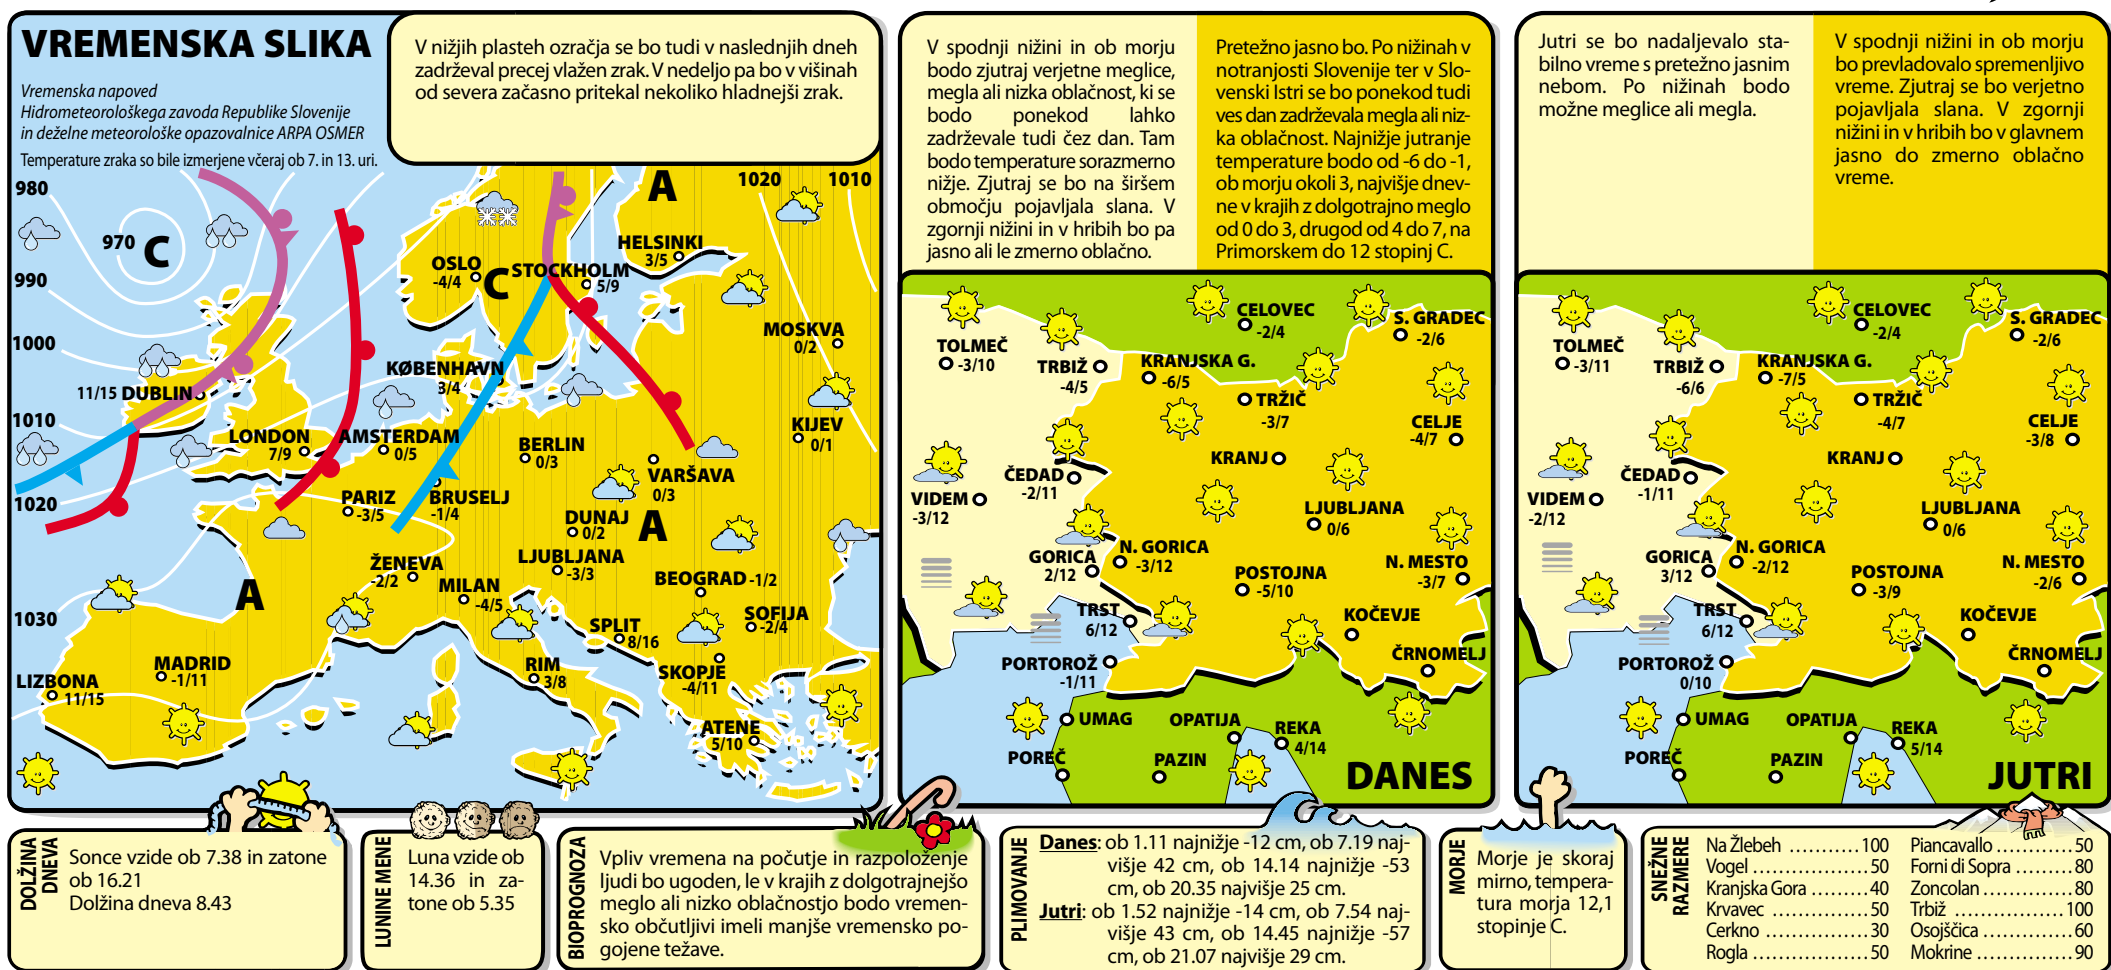 VREMENSKA SLIKA
Vremenska napoved
Hidrometeorološkega zavoda Republike Slovenije
in deželne meteorološke opazovalnice ARPA OSMER
Temperature zraka so bile izmerjene včeraj ob 7. in 13. uri.
V nižjih plasteh ozračja se bo tudi v naslednjih dneh
zadrževal precej vlažen zrak. V nedeljo pa bo v višinah
od severa začasno pritekal nekoliko hladnejši zrak.
980
970 C
990
1000
1010
1020
1030
A
1020
1010
HELSINKI
3/5
OSLO
-4/4
C
STOCKHOLM
5/9
MOSKVA
0/2
KØBENHAVN
3/4
11/15 DUBLIN
KIJEV
0/1
LONDON
7/9
AMSTERDAM
0/5
BERLIN
0/3
VARŠAVA
0/3
PARIZ
-3/5
BRUSELJ
-1/4
DUNAJ
0/2
A
ŽENEVA
-2/2
LJUBLJANA
-3/3
MILAN
-4/5
BEOGRAD -1/2
A
SOFIJA
-2/4
SPLIT
8/16
MADRID
-1/11
RIM
3/8
SKOPJE
-4/11
LIZBONA
11/15
ATENE
5/10
V spodnji nižini in ob morju
bodo zjutraj verjetne meglice,
megla ali nizka oblačnost, ki se
bodo ponekod lahko
zadrževale tudi čez dan. Tam
bodo temperature sorazmerno
nižje. Zjutraj se bo na širšem
območju pojavljala slana. V
zgornji nižini in v hribih bo pa
jasno ali le zmerno oblačno.
Pretežno jasno bo. Po nižinah v
notranjosti Slovenije ter v Slo-
venski Istri se bo ponekod tudi
ves dan zadrževala megla ali niz-
ka oblačnost. Najnižje jutranje
temperature bodo od -6 do -1,
ob morju okoli 3, najvišje dnev-
ne v krajih z dolgotrajno meglo
od 0 do 3, drugod od 4 do 7, na
Primorskem do 12 stopinj C.
CELOVEC
-2/4
S. GRADEC
-2/6
TOLMEČ
-3/10
TRBIŽ
-4/5
KRANJSKA G.
-6/5
TRŽIČ
-3/7
CELJE
-4/7
KRANJ
ČEDAD
-2/11
VIDEM
-3/12
LJUBLJANA
0/6
GORICA
2/12
N. GORICA
-3/12
N. MESTO
-3/7
POSTOJNA
-5/10
TRST
6/12
KOČEVJE
PORTOROŽ
-1/11
ČRNOMELJ
UMAG
OPATIJA
REKA
4/14
POREČ
PAZIN
DANES
Jutri se bo nadaljevalo sta-
bilno vreme s pretežno jasnim
nebom. Po nižinah bodo
možne meglice ali megla.
V spodnji nižini in ob morju
bo prevladovalo spremenljivo
vreme. Zjutraj se bo verjetno
pojavljala slana. V zgornji
nižini in v hribih bo v glavnem
jasno do zmerno oblačno
vreme.
CELOVEC
-2/4
S. GRADEC
-2/6
TOLMEČ
-3/11
TRBIŽ
-6/6
KRANJSKA G.
-7/5
TRŽIČ
-4/7
CELJE
-3/8
KRANJ
ČEDAD
-1/11
VIDEM
-2/12
LJUBLJANA
0/6
GORICA
3/12
N. GORICA
-2/12
N. MESTO
-2/6
POSTOJNA
-3/9
TRST
6/12
KOČEVJE
PORTOROŽ
0/10
ČRNOMELJ
UMAG
OPATIJA
REKA
5/14
POREČ
PAZIN
JUTRI
DOLŽINA
DNEVA
Sonce vzide ob 7.38 in zatone
ob 16.21
Dolžina dneva 8.43
LUNINE MENE
Luna vzide ob
14.36 in za-
tone ob 5.35
BIOPROGNOZA
Vpliv vremena na počutje in razpoloženje
ljudi bo ugoden, le v krajih z dolgotrajnejšo
meglo ali nizko oblačnostjo bodo vremen-
sko občutljivi imeli manjše vremensko po-
gojene težave.
PLIMOVANJE
Danes: ob 1.11 najnižje -12 cm, ob 7.19 naj-
višje 42 cm, ob 14.14 najnižje -53
cm, ob 20.35 najvišje 25 cm.
Jutri: ob 1.52 najnižje -14 cm, ob 7.54 naj-
višje 43 cm, ob 14.45 najnižje -57
cm, ob 21.07 najvišje 29 cm.
MORJE
Morje je skoraj
mirno, tempera-
tura morja 12,1
stopinje C.
SNEŽNE
RAZMERE
Na Žlebeh ...........100
Vogel ....................50
Kranjska Gora ........40
Krvavec .................50
Cerkno ..................30
Rogla ....................50
Piancavallo ............50
Forni di Sopra .........80
Zoncolan ...............80
Trbiž ....................100
Osojščica ...............60
Mokrine .................90